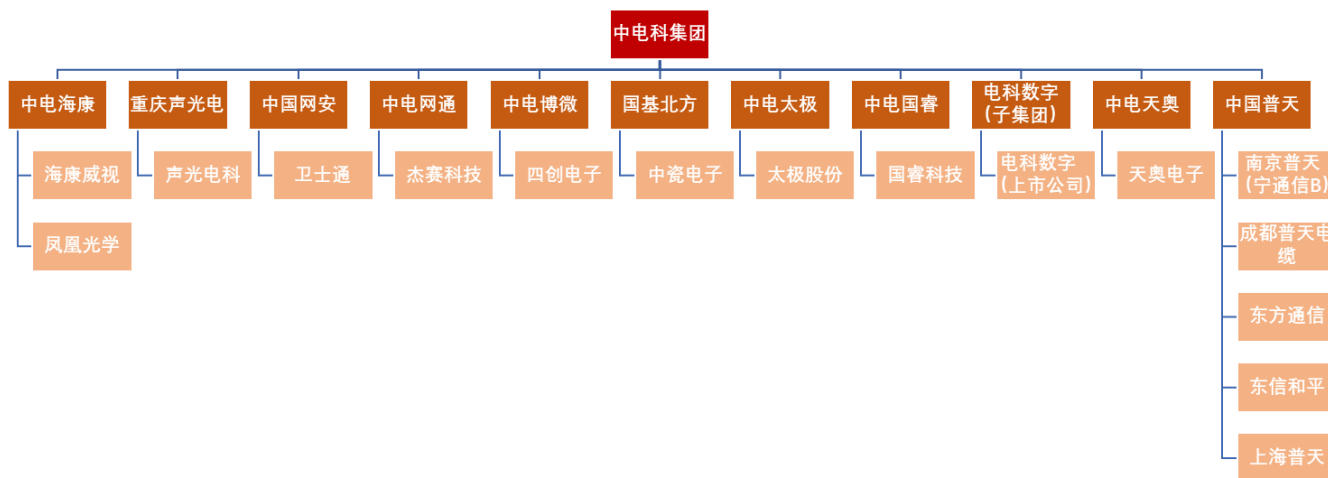 中电科集团
中电海康
重庆声光电
中国网安
中电网通
中电博微
国基北方
中电太极
中电国睿
电科数字
(子集团)
中电天奥
中国普天
海康威视
声光电科
卫士通
杰赛科技
四创电子
中瓷电子
太极股份
国睿科技
电科数字
(上市公司)
天奥电子
南京普天
(宁通信B)
凤凰光学
成都普天电
缆
东方通信
东信和平
上海普天